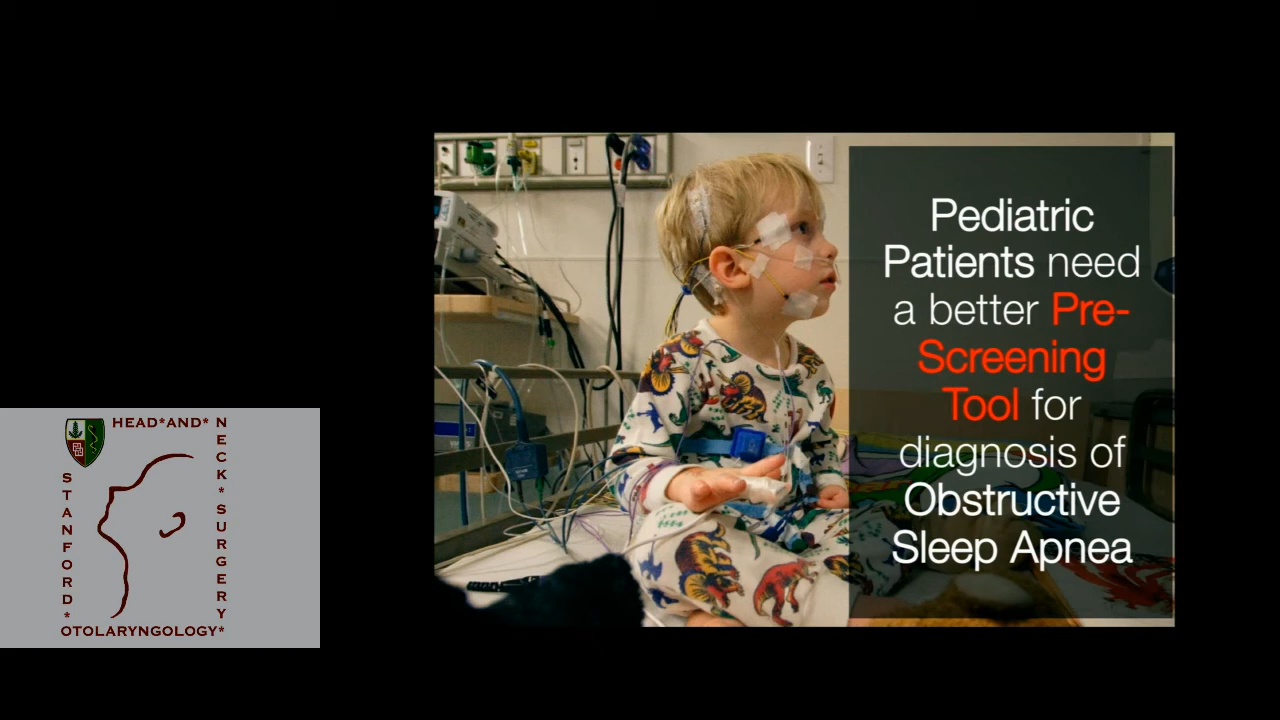 Pediatric
Patients need
a better Pre-
Screening
Tool for
diagnosis of
Obstructive
Sleep Apnea
HEAD*AND*
NECK*SURGERY
STANFORD*
OTOLARYNGOLOGY*